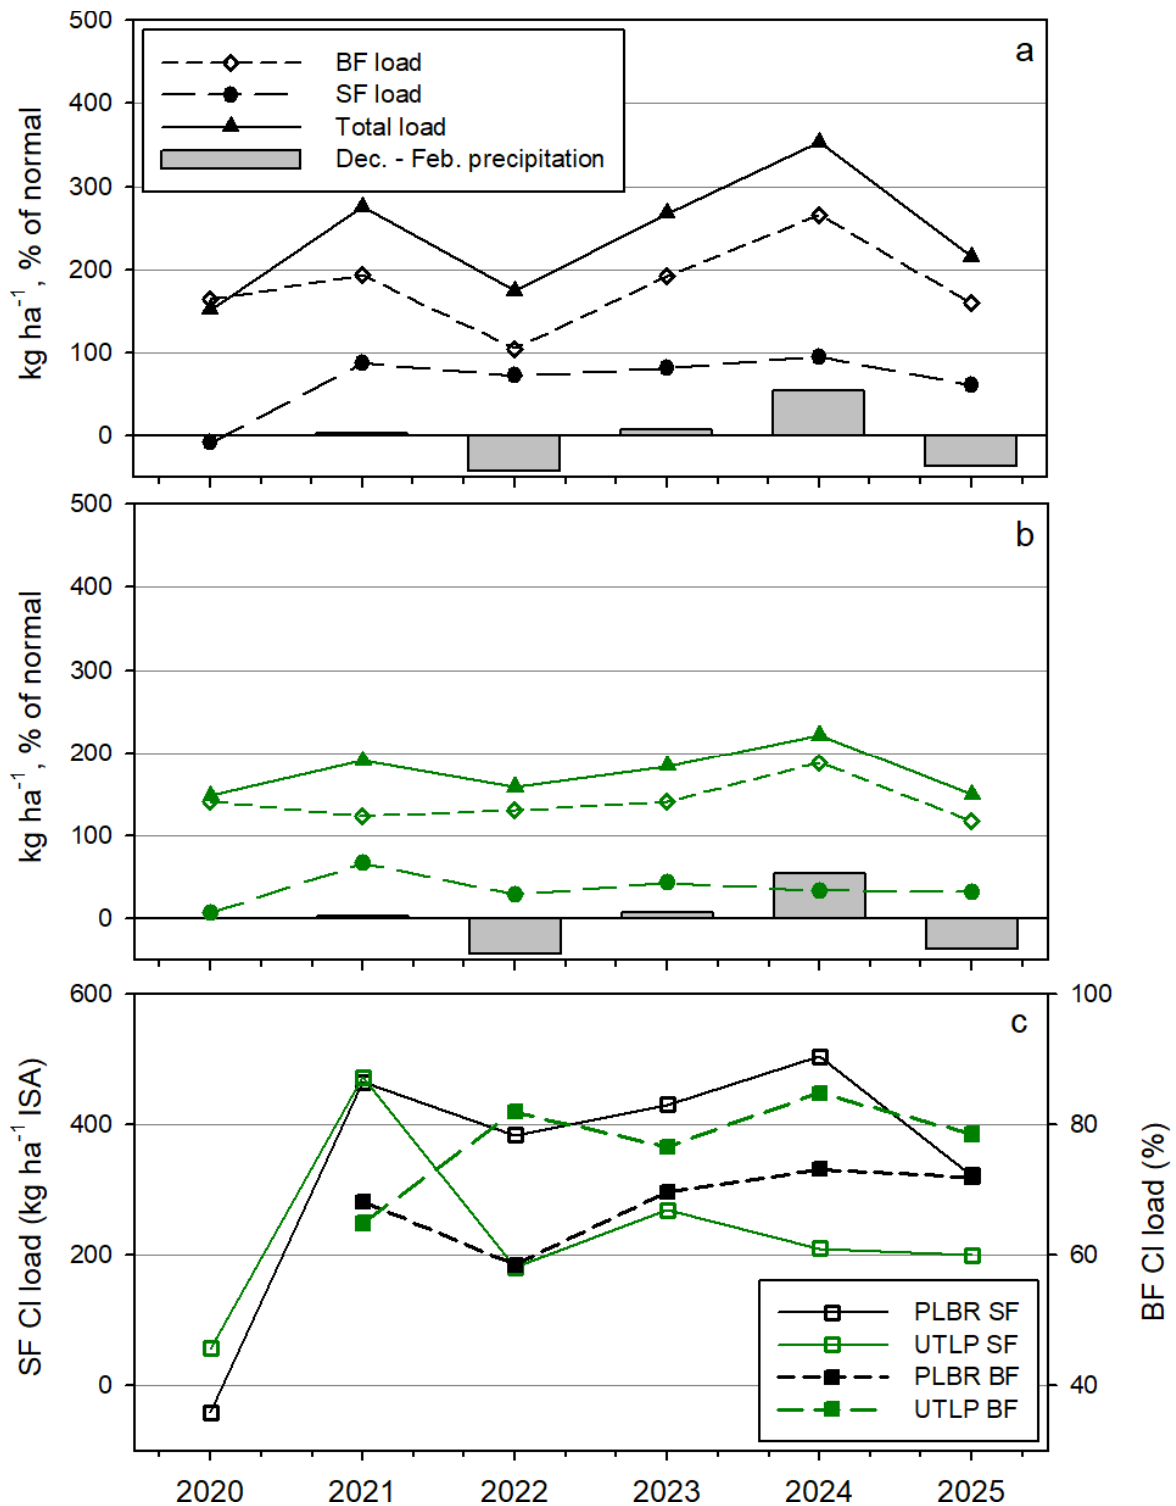 500
400
300
200
100
0
kg ha⁻¹, % of normal
BF load
SF load
Total load
Dec. - Feb. precipitation
a
500
400
300
200
100
0
kg ha⁻¹, % of normal
b
600
400
200
0
SF Cl load (kg ha⁻¹ ISA)
c
100
80
60
40
BF Cl load (%)
PLBR SF
UTLP SF
PLBR BF
UTLP BF
2020 2021 2022 2023 2024 2025